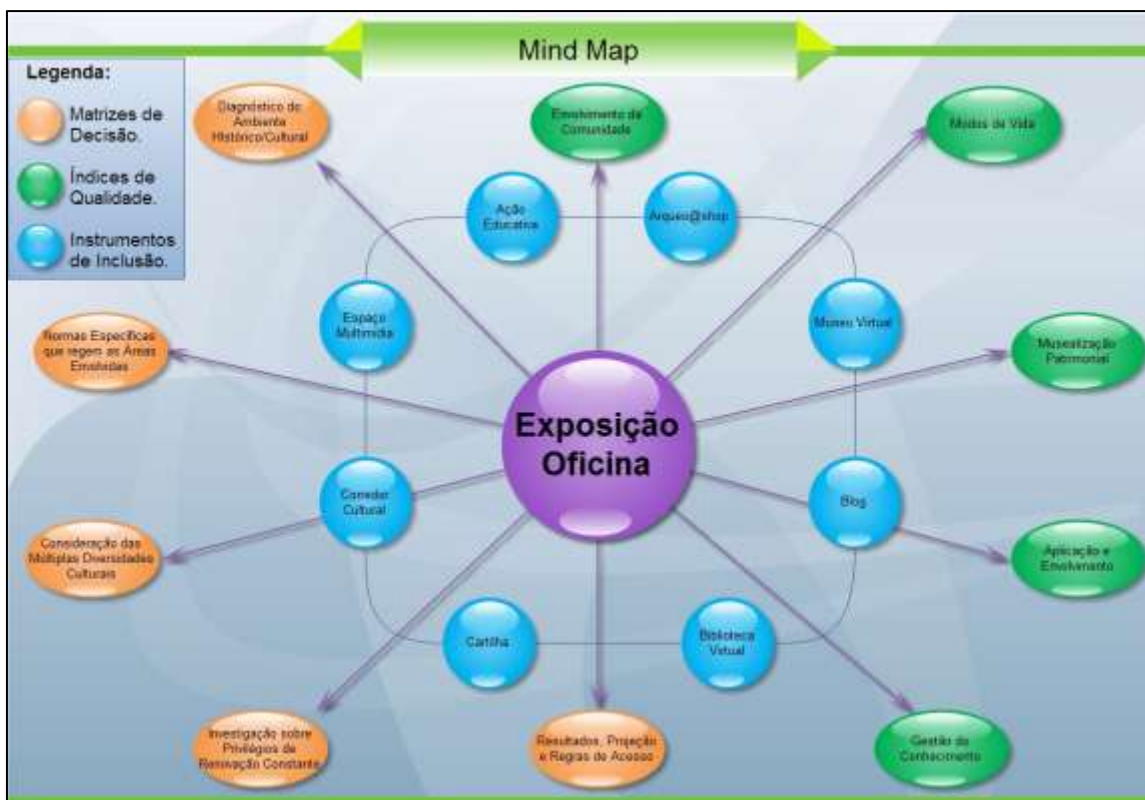 Mind Map
Legenda:
Matrizes de
Decisão.
Índices de
Qualidade.
Instrumentos
de Inclusão.
Diagnóstico do
Ambiente
Histórico/Cultural
Envolvimento da
Comunidade
Modos de Vida
Ação
Educativa
Arqueo@shop
Espaço
Multimídia
Museu Virtual
Normas Específicas
que regem as Áreas
Envolvidas
Musealização
Patrimonial
Exposição
Oficina
Corredor
Cultural
Blog
Consideração das
Múltiplas Diversidades
Culturais
Aplicação e
Envolvimento
Cartilha
Biblioteca
Virtual
Investigação sobre
Privilégios de
Renovação Constante
Resultados, Projeção
e Regras de Acesso
Gestão do
Conhecimento